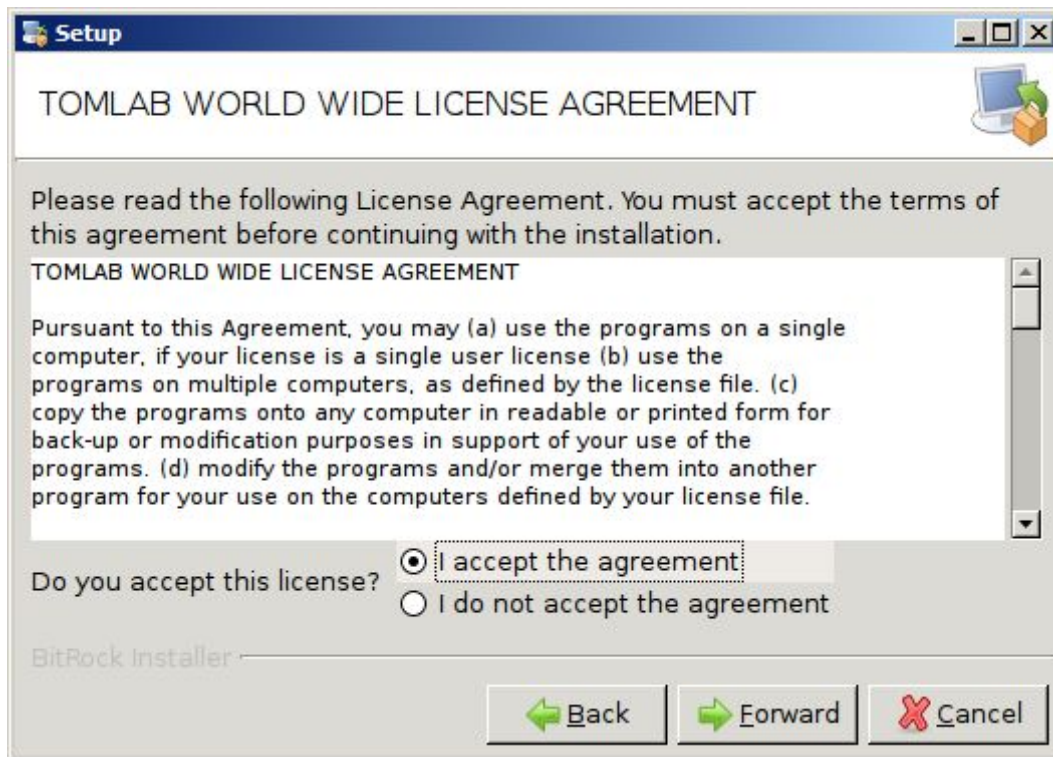 Setup
TOMLAB WORLD WIDE LICENSE AGREEMENT
Please read the following License Agreement. You must accept the terms of
this agreement before continuing with the installation.
TOMLAB WORLD WIDE LICENSE AGREEMENT
Pursuant to this Agreement, you may (a) use the programs on a single
computer, if your license is a single user license (b) use the
programs on multiple computers, as defined by the license file. (c)
copy the programs onto any computer in readable or printed form for
back-up or modification purposes in support of your use of the
programs. (d) modify the programs and/or merge them into another
program for your use on the computers defined by your license file.
Do you accept this license?
I accept the agreement
I do not accept the agreement
BitRock Installer
Back
Forward
Cancel